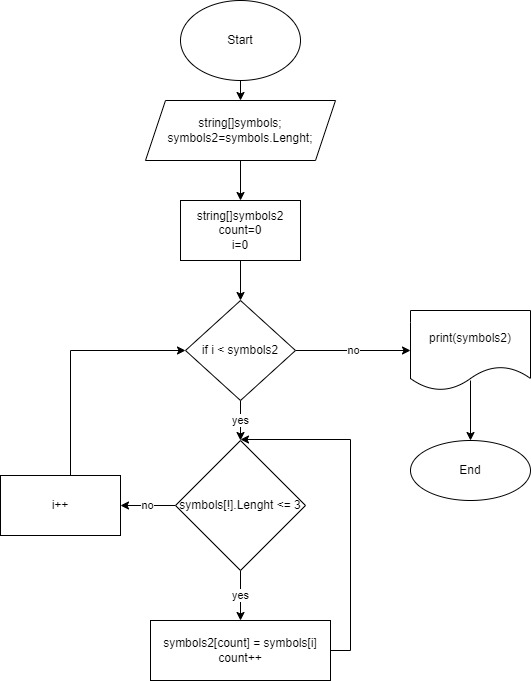 Start
string[]symbols;
symbols2=symbols.Lenght;
string[]symbols2
count=0
i=0
if i < symbols2
no
print(symbols2)
yes
End
symbols[!].Lenght <= 3
no
i++
yes
symbols2[count] = symbols[i]
count++